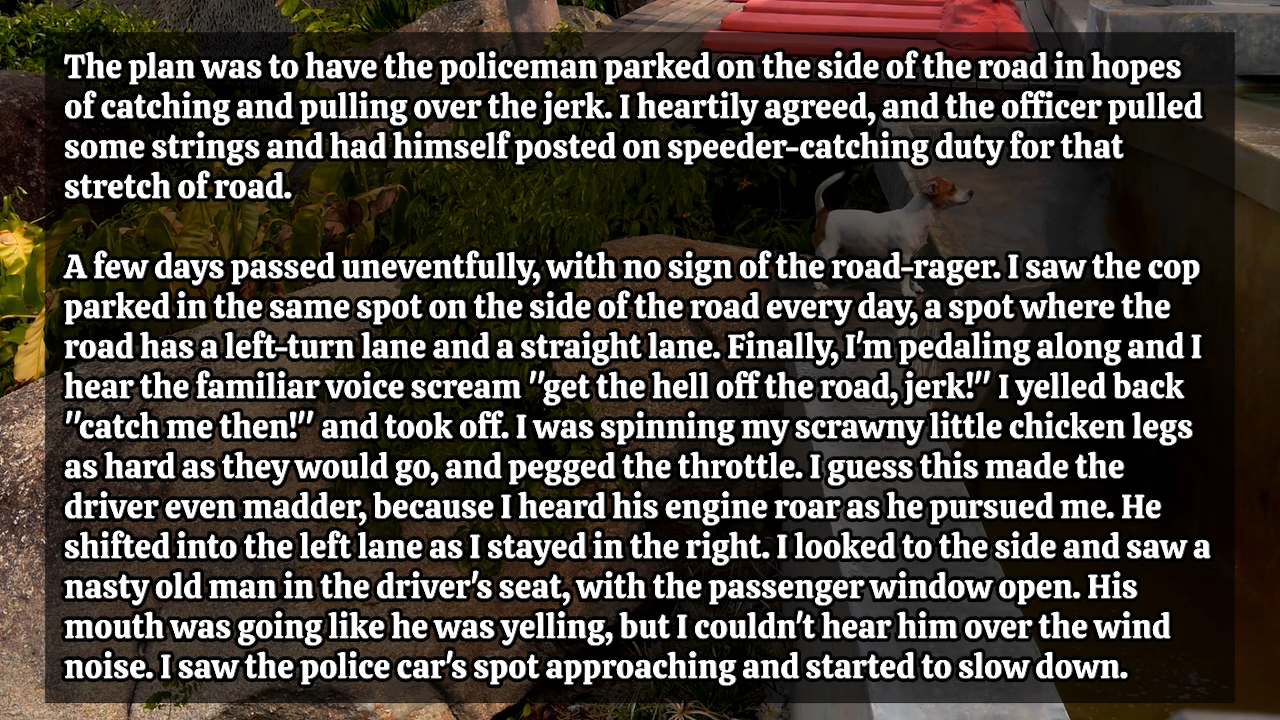 The plan was to have the policeman parked on the side of the road in hopes
of catching and pulling over the jerk. I heartily agreed, and the officer pulled
some strings and had himself posted on speeder-catching duty for that
stretch of road.
A few days passed uneventfully, with no sign of the road-rager. I saw the cop
parked in the same spot on the side of the road every day, a spot where the
road has a left-turn lane and a straight lane. Finally, I'm pedaling along and I
hear the familiar voice scream "get the hell off the road, jerk!" I yelled back
"catch me then!" and took off. I was spinning my scrawny little chicken legs
as hard as they would go, and pegged the throttle. I guess this made the
driver even madder, because I heard his engine roar as he pursued me. He
shifted into the left lane as I stayed in the right. I looked to the side and saw a
nasty old man in the driver's seat, with the passenger window open. His
mouth was going like he was yelling, but I couldn't hear him over the wind
noise. I saw the police car's spot approaching and started to slow down.